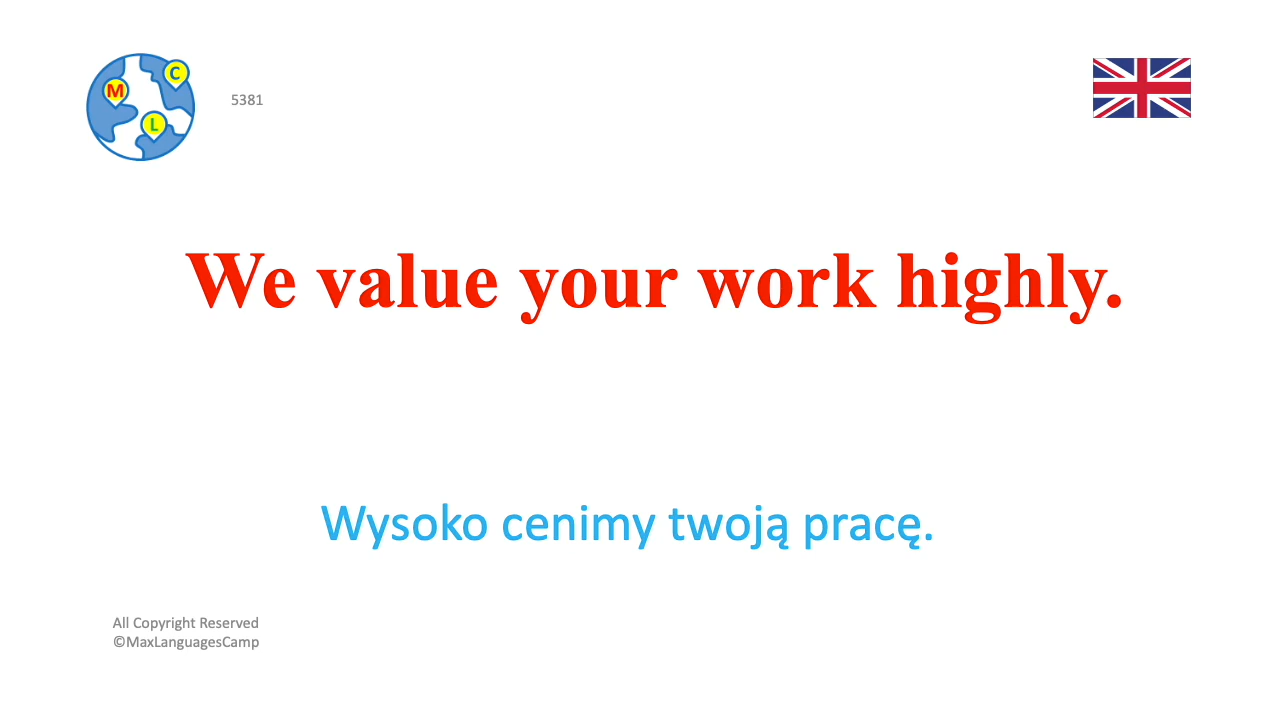 C
M
L
5381
We value your work highly.
Wysoko cenimy twoją pracę.
All Copyright Reserved
©MaxLanguagesCamp